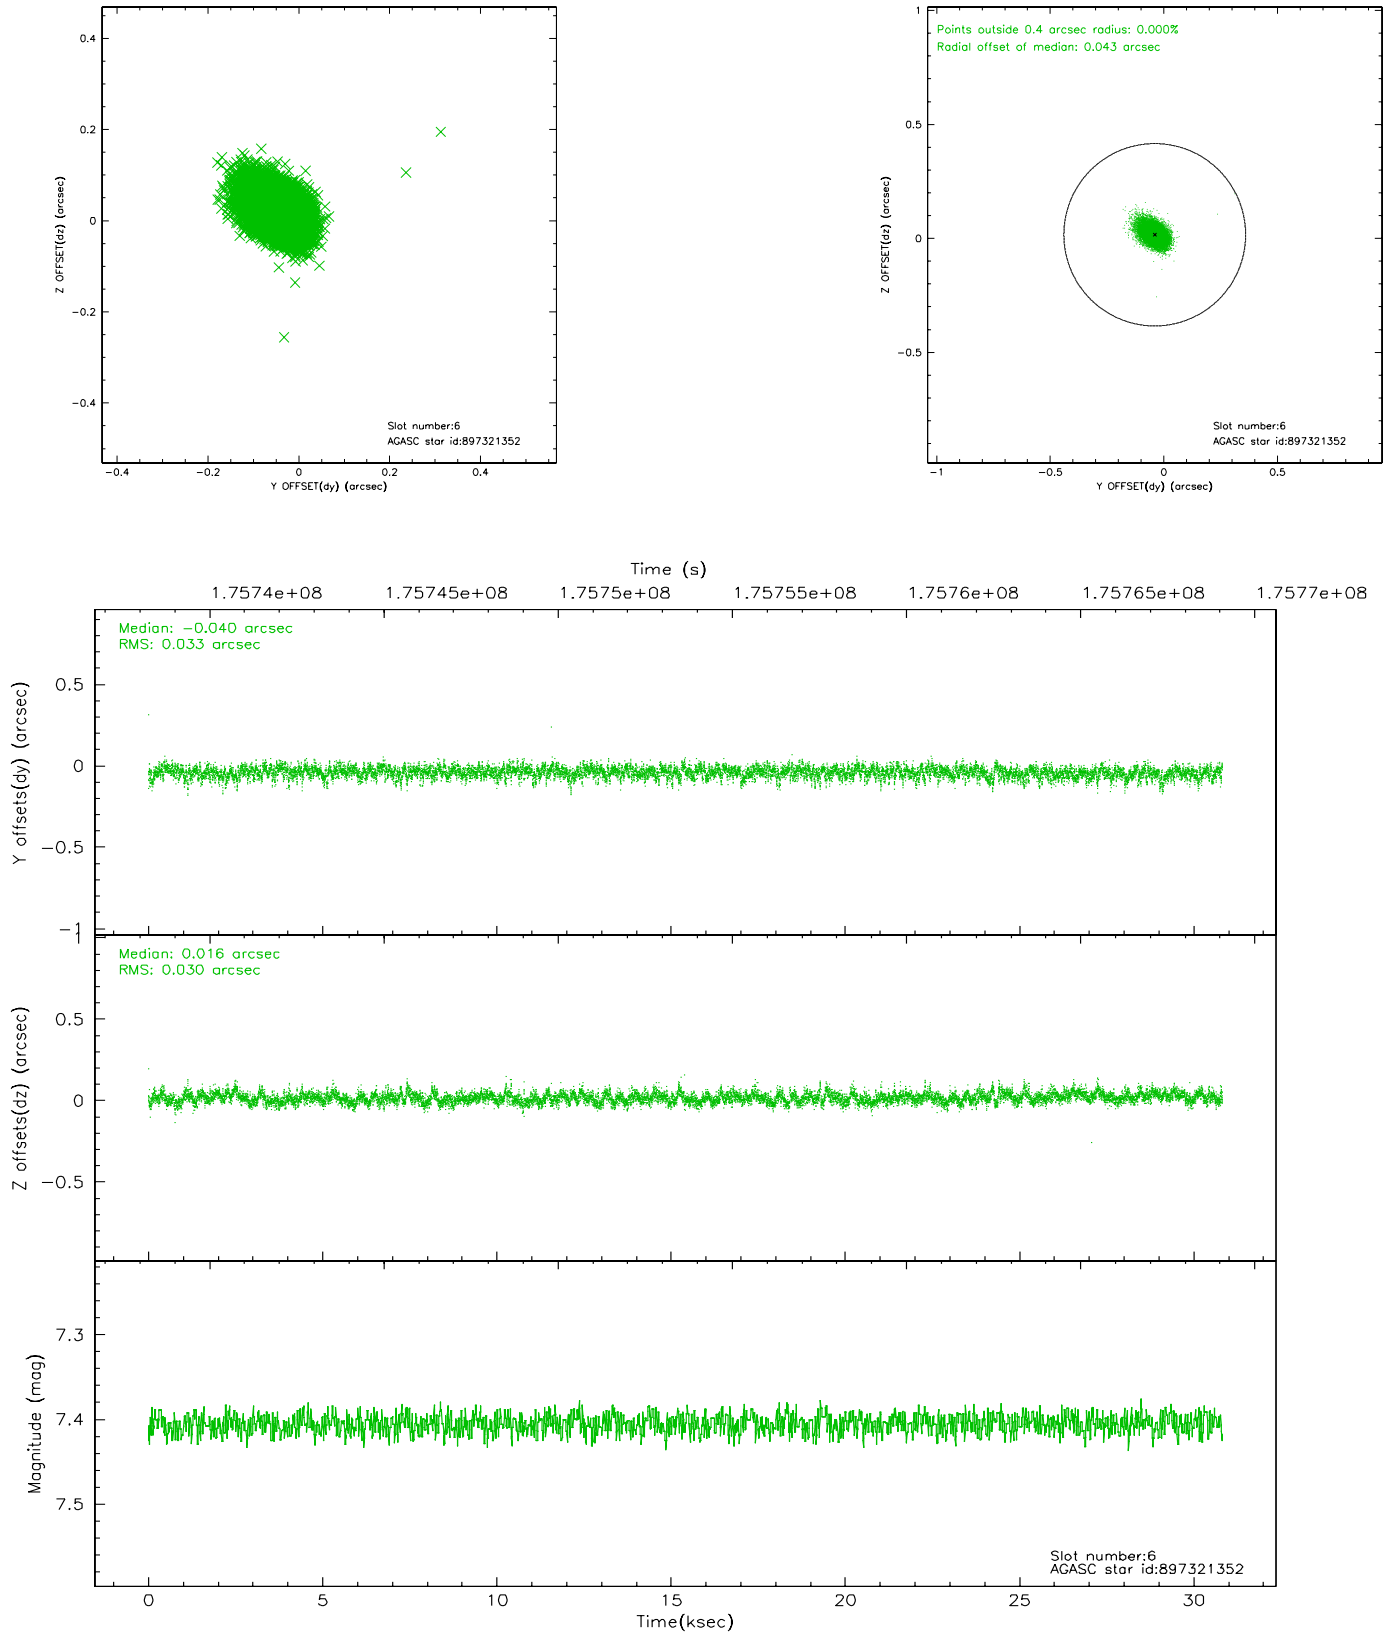 0.4
0.2
0
−0.2
−0.4
Z OFFSET(dz) (arcsec)
Slot number:6
AGASC star id:897321352
−0.4 −0.2 0 0.2 0.4
Y OFFSET(dy) (arcsec)
1
0.5
0
−0.5
Z OFFSET(dz) (arcsec)
Points outside 0.4 arcsec radius: 0.000%
Radial offset of median: 0.043 arcsec
Slot number:6
AGASC star id:897321352
−1 −0.5 0 0.5
Y OFFSET(dy) (arcsec)
Time (s)
1.7574e+08 1.75745e+08 1.7575e+08 1.75755e+08 1.7576e+08 1.75765e+08 1.7577e+08
Median: −0.040 arcsec
RMS: 0.033 arcsec
0.5
0
−0.5
−1
Y offsets(dy) (arcsec)
Median: 0.016 arcsec
RMS: 0.030 arcsec
1
0.5
0
−0.5
Z offsets(dz) (arcsec)
7.3
7.4
7.5
Magnitude (mag)
Slot number:6
AGASC star id:897321352
0 5 10 15 20 25 30
Time(ksec)